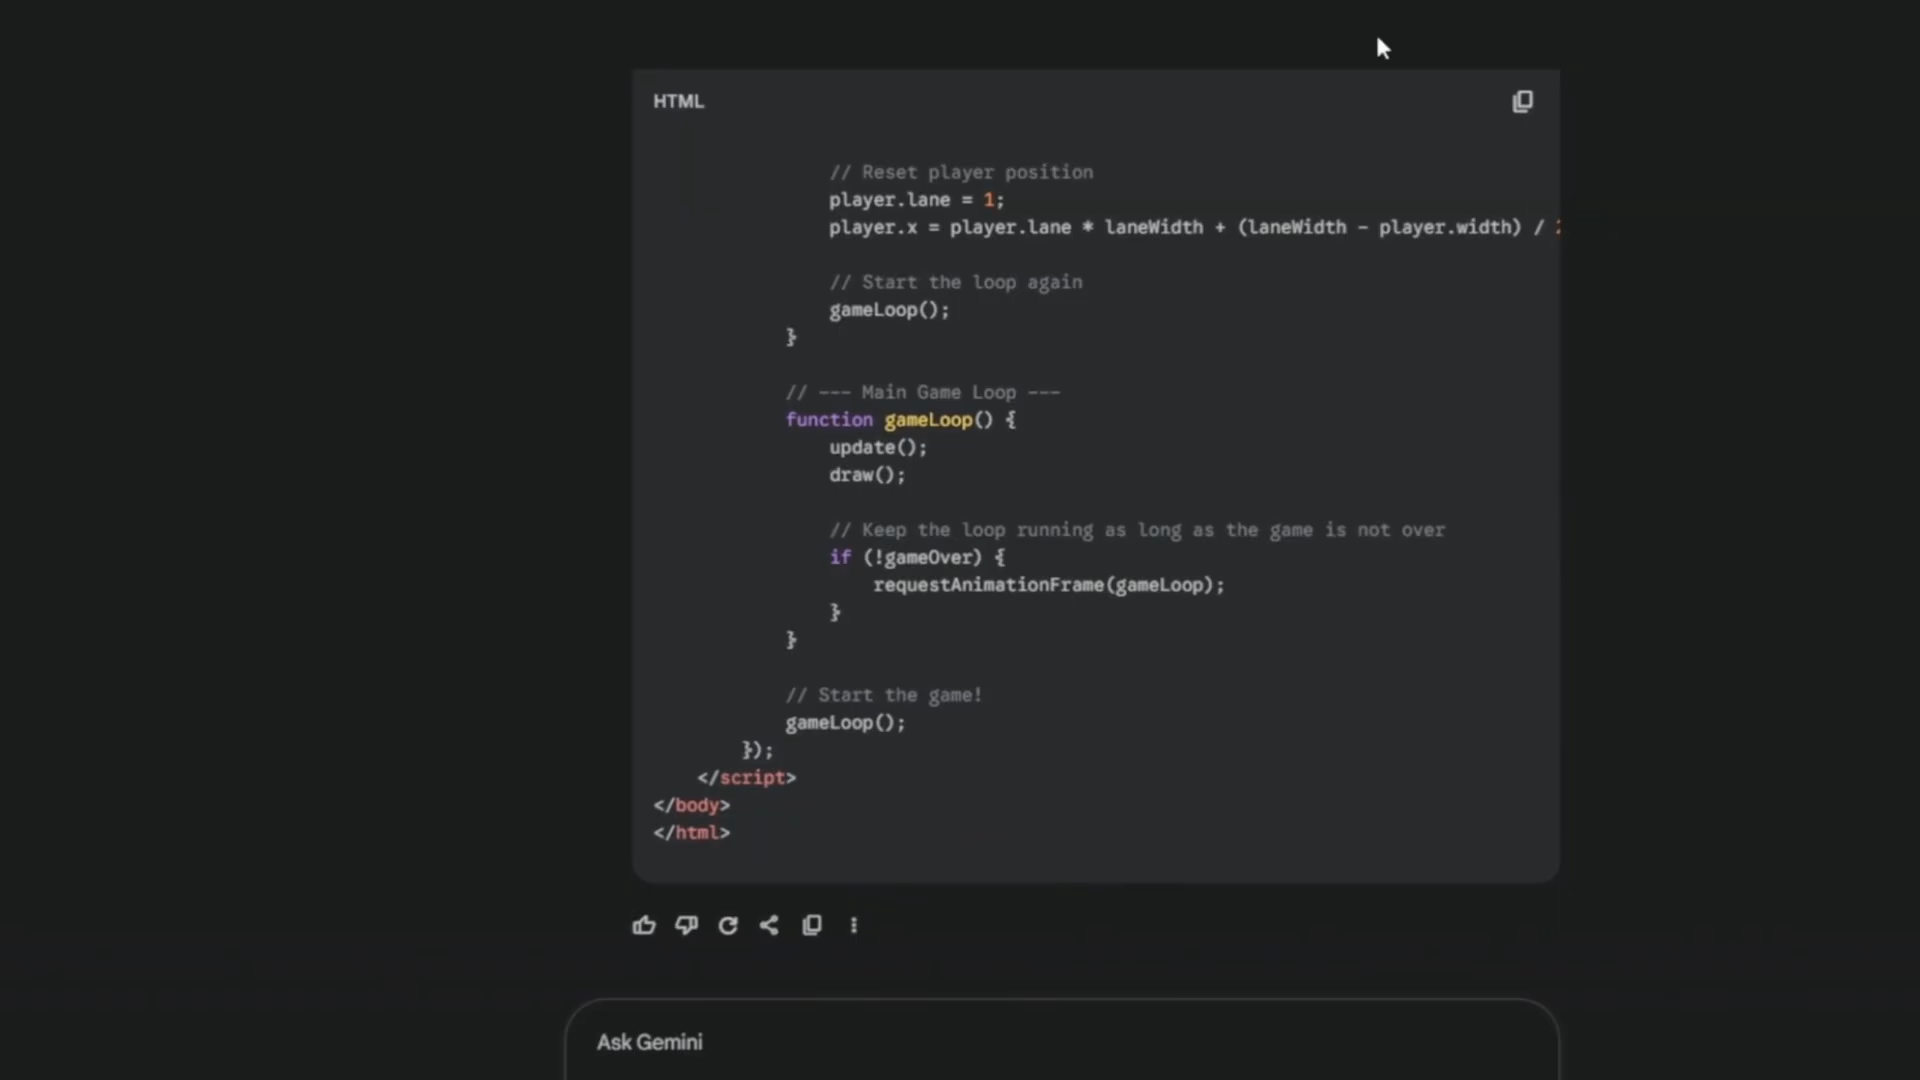 HTML
// Reset player position
player.lane = 1;
player.x = player.lane * laneWidth + (laneWidth - player.width) /
// Start the loop again
gameLoop();
}
// --- Main Game Loop ---
function gameLoop() {
update();
draw();
// Keep the loop running as long as the game is not over
if (!gameOver) {
requestAnimationFrame(gameLoop);
}
}
// Start the game!
gameLoop();
});
</script>
</body>
</html>
Ask Gemini